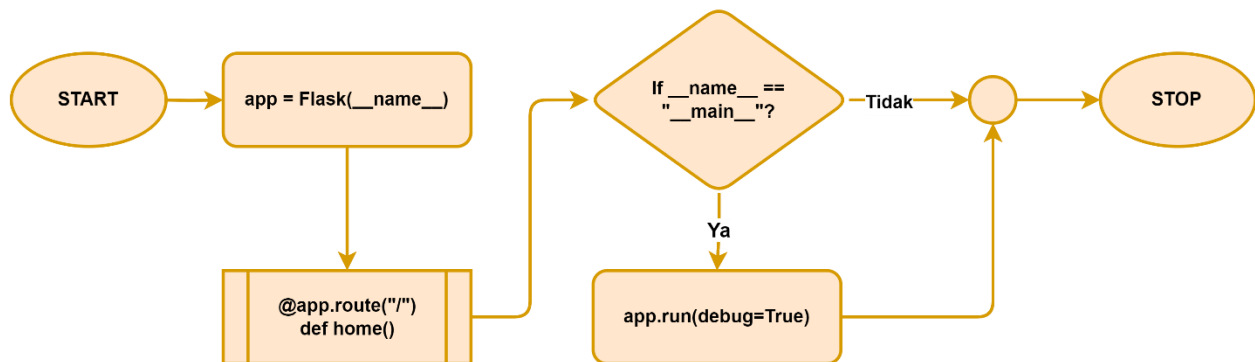 START
app = Flask(__name__)
@app.route("/")
def home()
If __name__ ==
"__main__"?
Tidak
Ya
app.run(debug=True)
STOP